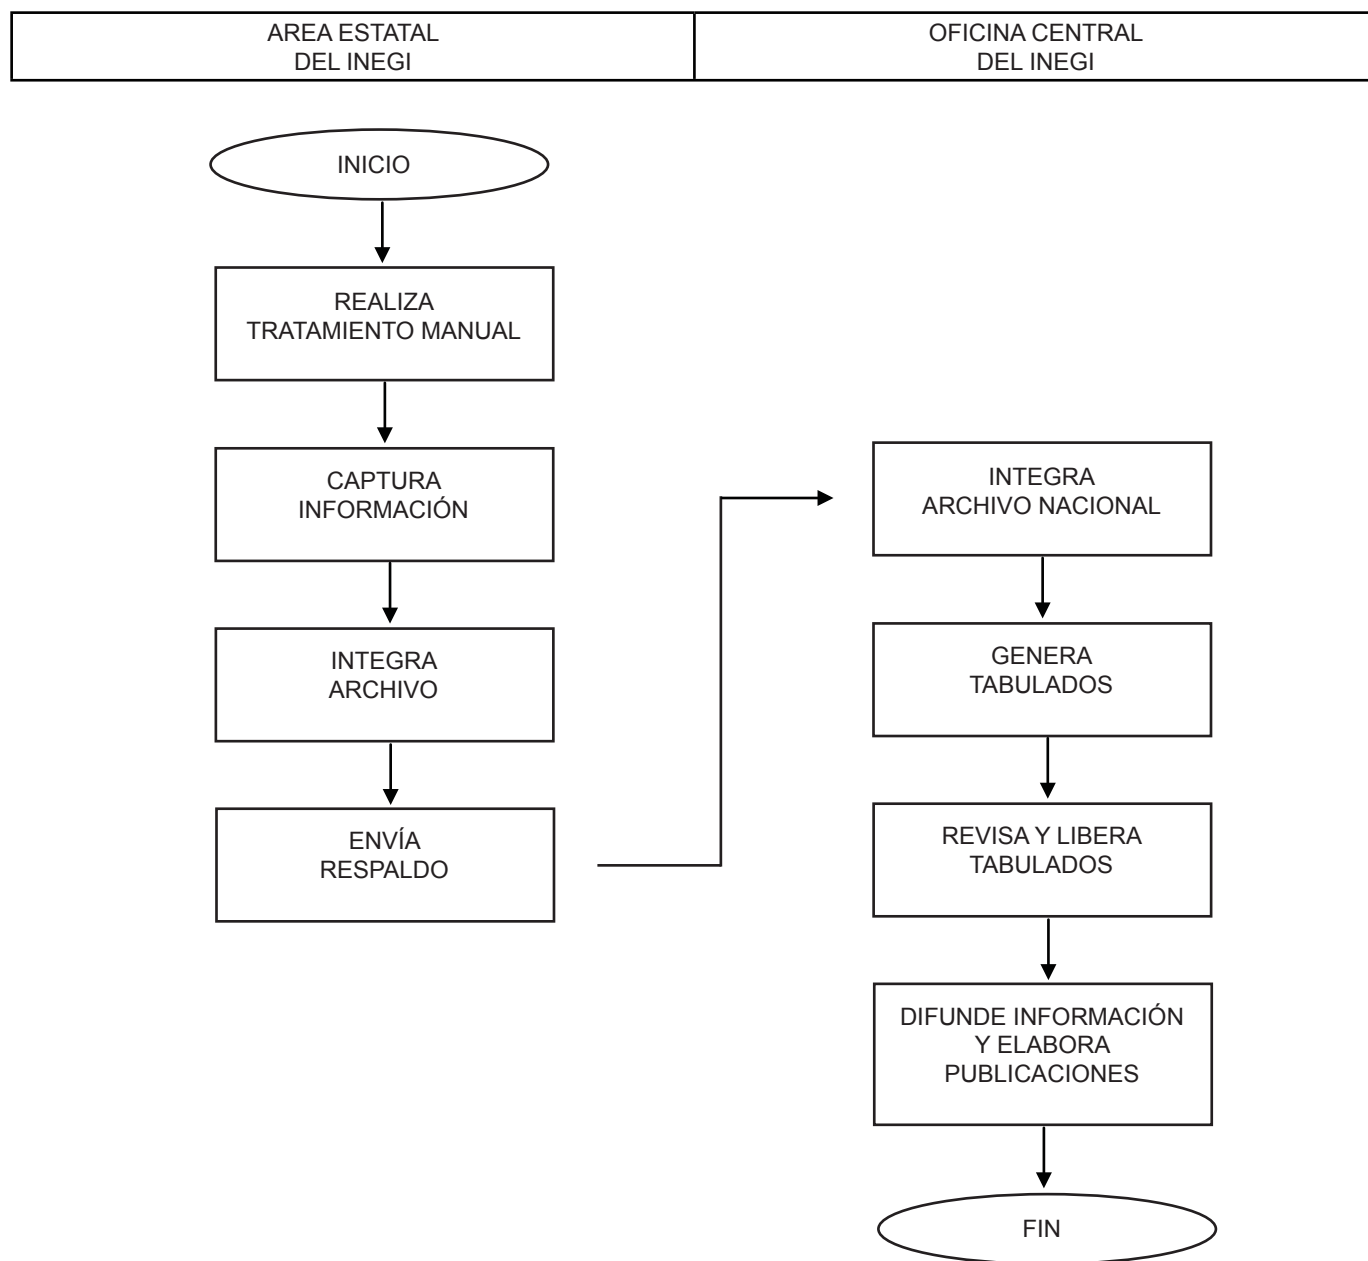 AREA ESTATAL
DEL INEGI
OFICINA CENTRAL
DEL INEGI
INICIO
REALIZA
TRATAMIENTO MANUAL
CAPTURA
INFORMACIÓN
INTEGRA
ARCHIVO
ENVÍA
RESPALDO
INTEGRA
ARCHIVO NACIONAL
GENERA
TABULADOS
REVISA Y LIBERA
TABULADOS
DIFUNDE INFORMACIÓN
Y ELABORA
PUBLICACIONES
FIN